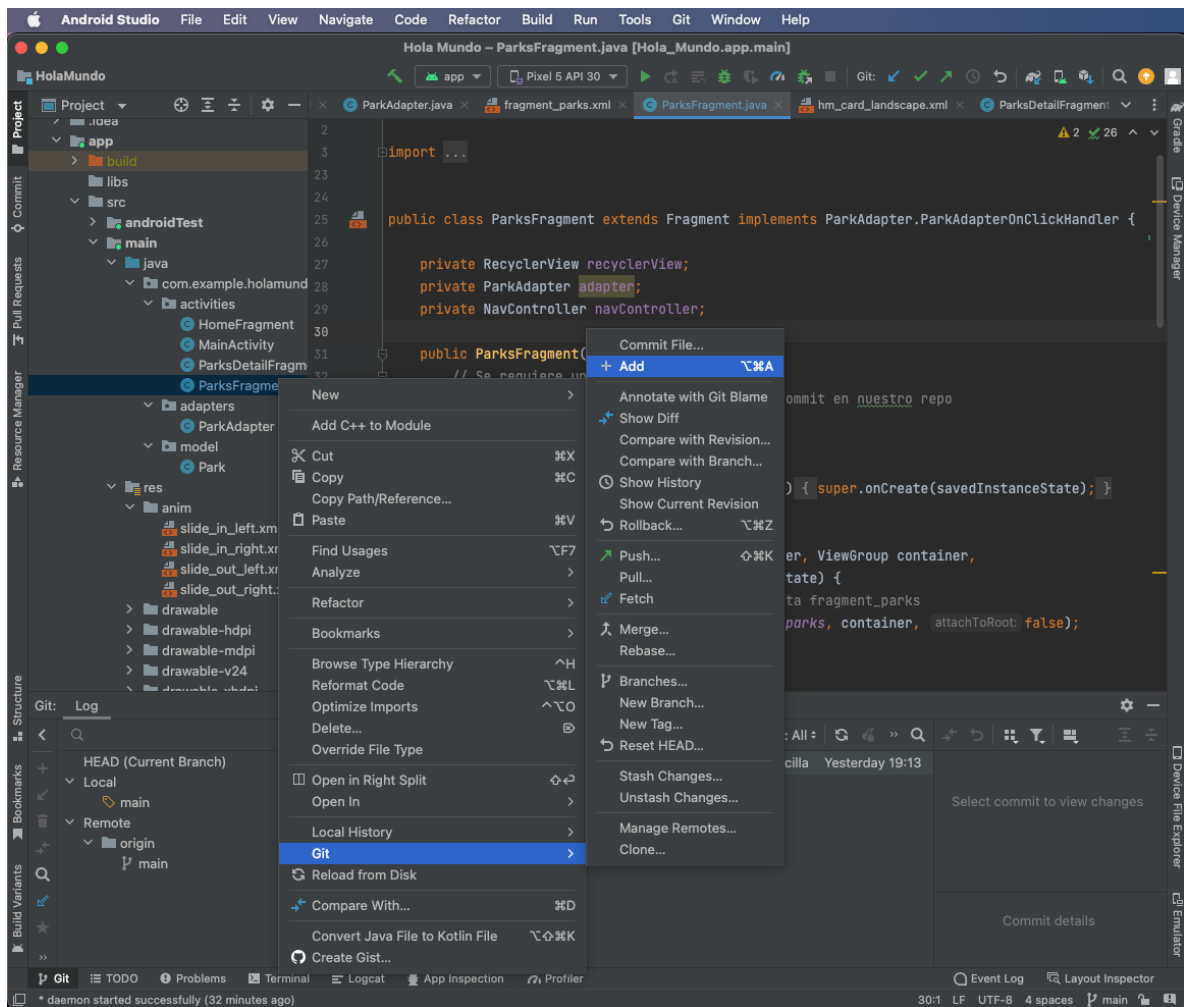 Android Studio File Edit View Navigate Code Refactor Build Run Tools Git Window Help
Hola Mundo – ParksFragment.java [Hola_Mundo.app.main]
HolaMundo
app
Pixel 5 API 30
Git:
Project
ParkAdapter.java
fragment_parks.xml
ParksFragment.java
hm_card_landscape.xml
ParksDetailFragment
.idea
app
build
libs
src
androidTest
main
java
com.example.holamund
activities
HomeFragment
MainActivity
ParksDetailFragm
ParksFragme
adapters
ParkAdapter
model
Park
res
anim
slide_in_left.xm
slide_in_right.xr
slide_out_left.xr
slide_out_right.
drawable
drawable-hdpi
drawable-mdpi
drawable-v24
drawable-xhdpi
2
3 import ...
23
24
25 public class ParksFragment extends Fragment implements ParkAdapter.ParkAdapterOnClickHandler {
26
27 private RecyclerView recyclerView;
28 private ParkAdapter adapter;
29 private NavController navController;
30
31 public ParksFragment(
32 // Se requiere un
ommit en nuestro repo
) { super.onCreate(savedInstanceState); }
er, ViewGroup container,
tate) {
ta fragment_parks
parks, container, attachToRoot: false);
2 26
New
Add C++ to Module
Cut ⌘X
Copy ⌘C
Copy Path/Reference...
Paste ⌘V
Find Usages ⌥F7
Analyze
Refactor
Bookmarks
Browse Type Hierarchy ^H
Reformat Code ⌥⌘L
Optimize Imports ^⌥O
Delete... ⌦
Override File Type
Open in Right Split ⇧⏎
Open In
Local History
Git
Reload from Disk
Compare With... ⌘D
Convert Java File to Kotlin File ⌥⇧⌘K
Create Gist...
Commit File...
Add ⌥⌘A
Annotate with Git Blame
Show Diff
Compare with Revision...
Compare with Branch...
Show History
Show Current Revision
Rollback... ⌥⌘Z
Push... ⇧⌘K
Pull...
Fetch
Merge...
Rebase...
Branches...
New Branch...
New Tag...
Reset HEAD...
Stash Changes...
Unstash Changes...
Manage Remotes...
Clone...
Git: Log
HEAD (Current Branch)
Local
main
Remote
origin
main
: All
cilla Yesterday 19:13
Select commit to view changes
Commit details
Project
Commit
Pull Requests
Resource Manager
Structure
Bookmarks
Build Variants
Gradle
Device Manager
Device File Explorer
Emulator
Git TODO Problems Terminal Logcat App Inspection Profiler Event Log Layout Inspector
* daemon started successfully (32 minutes ago) 30:1 LF UTF-8 4 spaces main